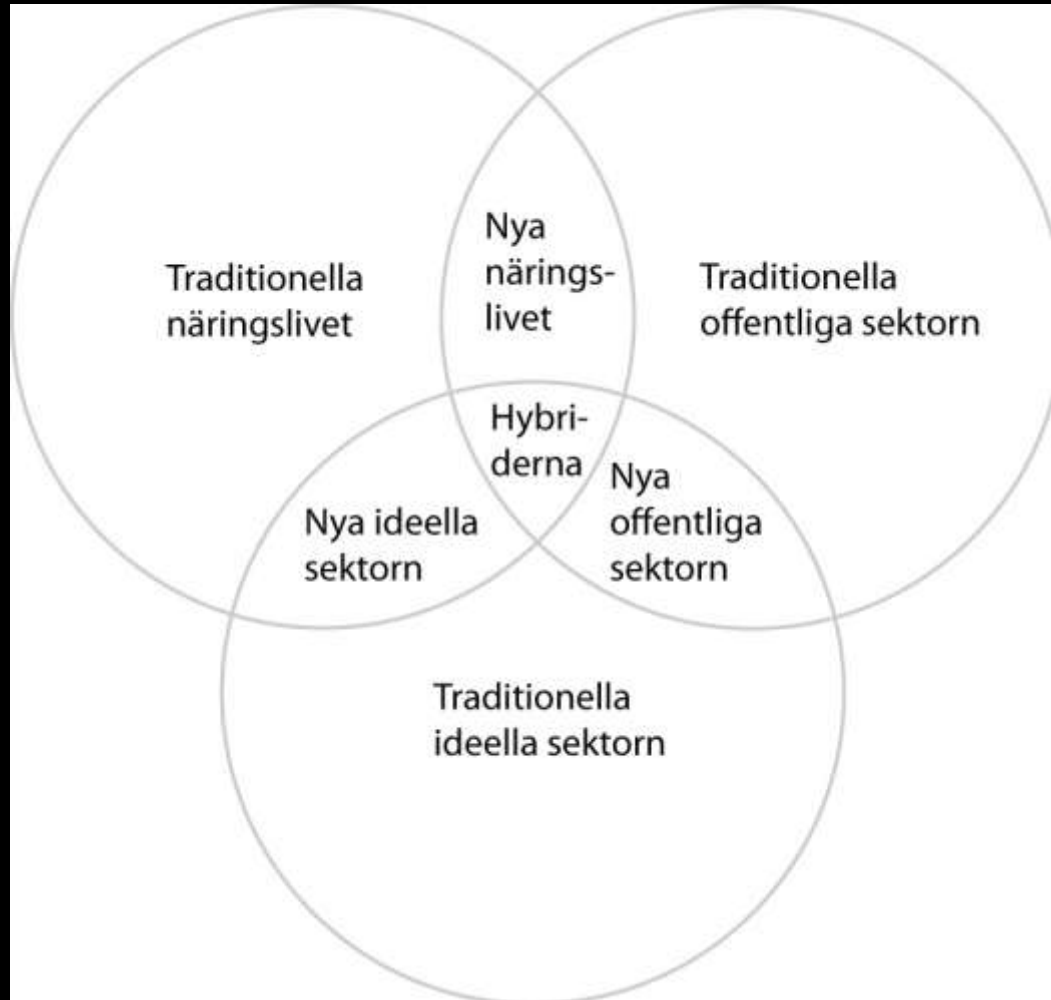 Traditionella
näringslivet
Nya
närings-
livet
Traditionella
offentliga sektorn
Hybri-
derna
Nya ideella
sektorn
Nya
offentliga
sektorn
Traditionella
ideella sektorn